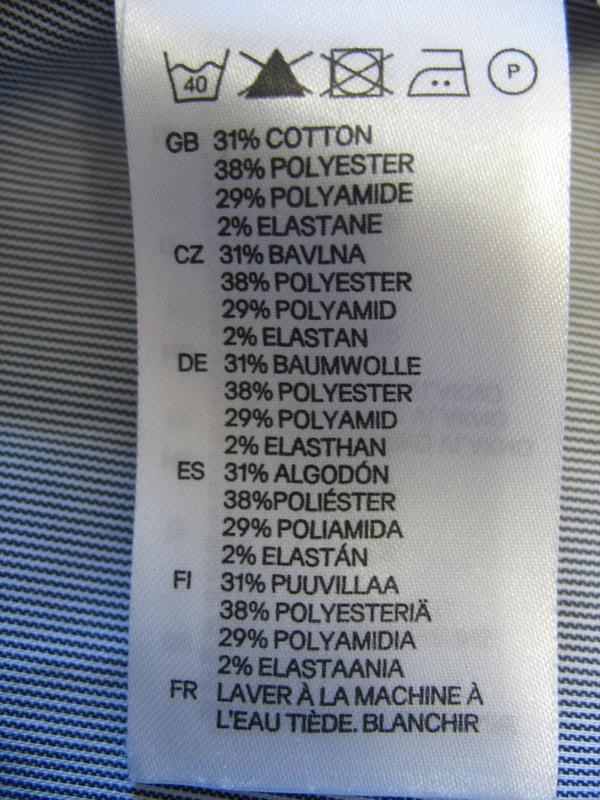 40
P
GB 31% COTTON
38% POLYESTER
29% POLYAMIDE
2% ELASTANE
CZ 31% BAVLNA
38% POLYESTER
29% POLYAMID
2% ELASTAN
DE 31% BAUMWOLLE
38% POLYESTER
29% POLYAMID
2% ELASTHAN
ES 31% ALGODÓN
38%POLIÉSTER
29% POLIAMIDA
2% ELASTÁN
FI 31% PUUVILLAA
38% POLYESTERIÄ
29% POLYAMIDIA
2% ELASTAANIA
FR LAVER À LA MACHINE À
L'EAU TIÈDE. BLANCHIR